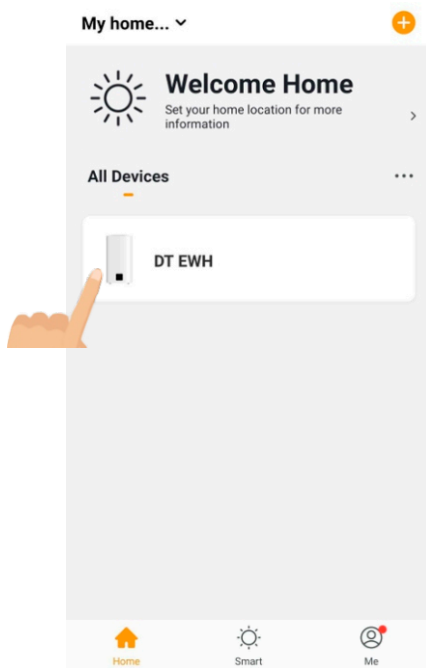 My home...
Welcome Home
Set your home location for more
information
All Devices
DT EWH
Home
Smart
Me